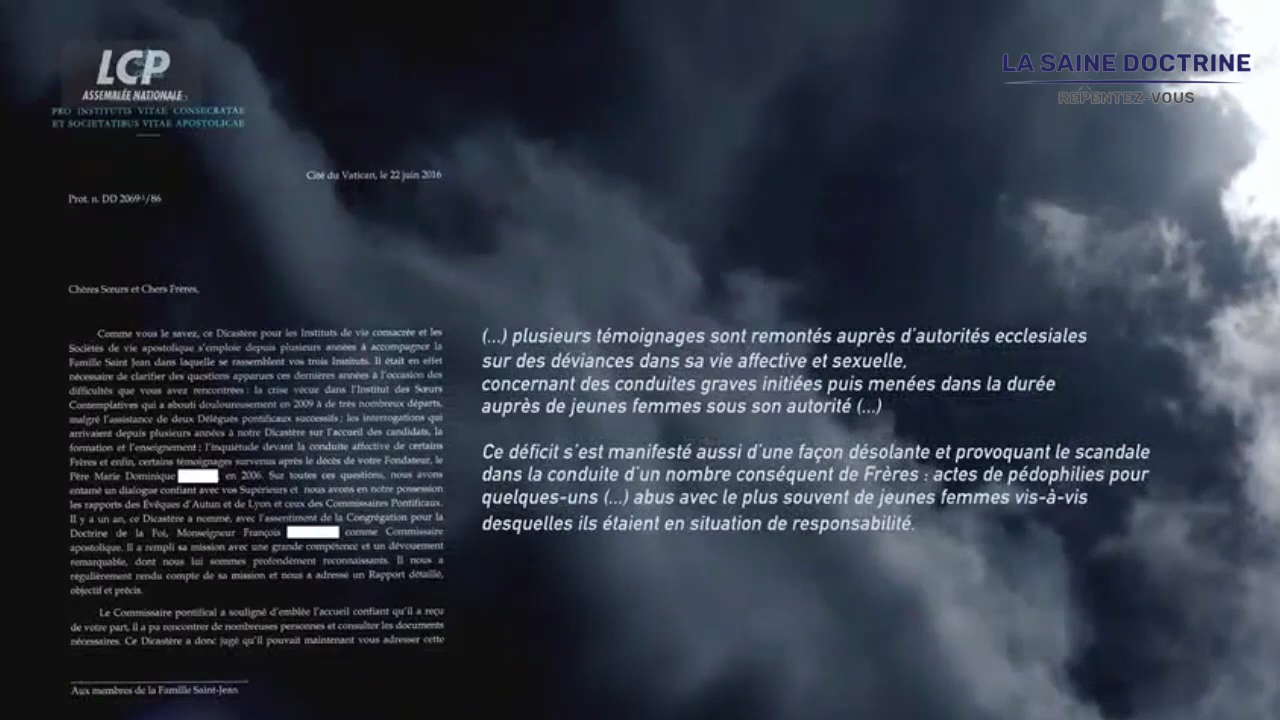 LCP
ASSEMBLÉE NATIONALE
PRO INSTITUTIS VITAE CONSECRATAE
ET SOCIETATIBUS VITAE APOSTOLICAE
LA SAINE DOCTRINE
REPENTEZ-VOUS
Cité du Vatican, le 22 juin 2016
Prot. n. DD 2069
/86
Chères Sœurs et Chers Frères,
Comme vous le savez, ce Dicastère pour les Instituts de vie consacrée et les
Sociétés de vie apostolique s'emploie depuis plusieurs années à accompagner la
Famille Saint Jean dans laquelle se rassemblent vos trois Instituts. Il était en effet
nécessaire de clarifier des questions apparues ces dernières années à l'occasion des
difficultés que vous avez rencontrées : la crise vécue dans l'Institut des Sœurs
Contemplatives qui a abouti douloureusement en 2009 à de très nombreux départs,
malgré l'assistance de deux Délégués pontificaux successifs ; les interrogations qui
arrivaient depuis plusieurs années à notre Dicastère sur l'accueil des candidats, la
formation et l'enseignement ; l'inquiétude devant la conduite affective de certains
Frères et enfin, certains témoignages survenus après le décès de votre Fondateur, le
Père Marie Dominique , en 2006. Sur toutes ces questions, nous avons
entamé un dialogue confiant avec vos Supérieurs et nous avons en notre possession
les rapports des Evêques d'Autun et de Lyon et ceux des Commissaires Pontificaux.
Il y a un an, ce Dicastère a nommé, avec l'assentiment de la Congrégation pour la
Doctrine de la Foi, Monseigneur François comme Commissaire
apostolique. Il a rempli sa mission avec une grande compétence et un dévouement
remarquable, dont nous lui sommes profondément reconnaissants. Il nous a
régulièrement rendu compte de sa mission et nous a adressé un Rapport détaillé,
objectif et précis.
Le Commissaire pontifical a souligné d'emblée l'accueil confiant qu'il a reçu
de votre part, il a pu rencontrer de nombreuses personnes et consulter les documents
nécessaires. Ce Dicastère a donc jugé qu'il pouvait maintenant vous adresser cette
Aux membres de la Famille Saint-Jean
(...) plusieurs témoignages sont remontés auprès d'autorités ecclesiales
sur des déviances dans sa vie affective et sexuelle,
concernant des conduites graves initiées puis menées dans la durée
auprès de jeunes femmes sous son autorité (...)
Ce déficit s'est manifesté aussi d'une façon désolante et provoquant le scandale
dans la conduite d'un nombre conséquent de Frères : actes de pédophilies pour
quelques-uns (...) abus avec le plus souvent de jeunes femmes vis-à-vis
desquelles ils étaient en situation de responsabilité.